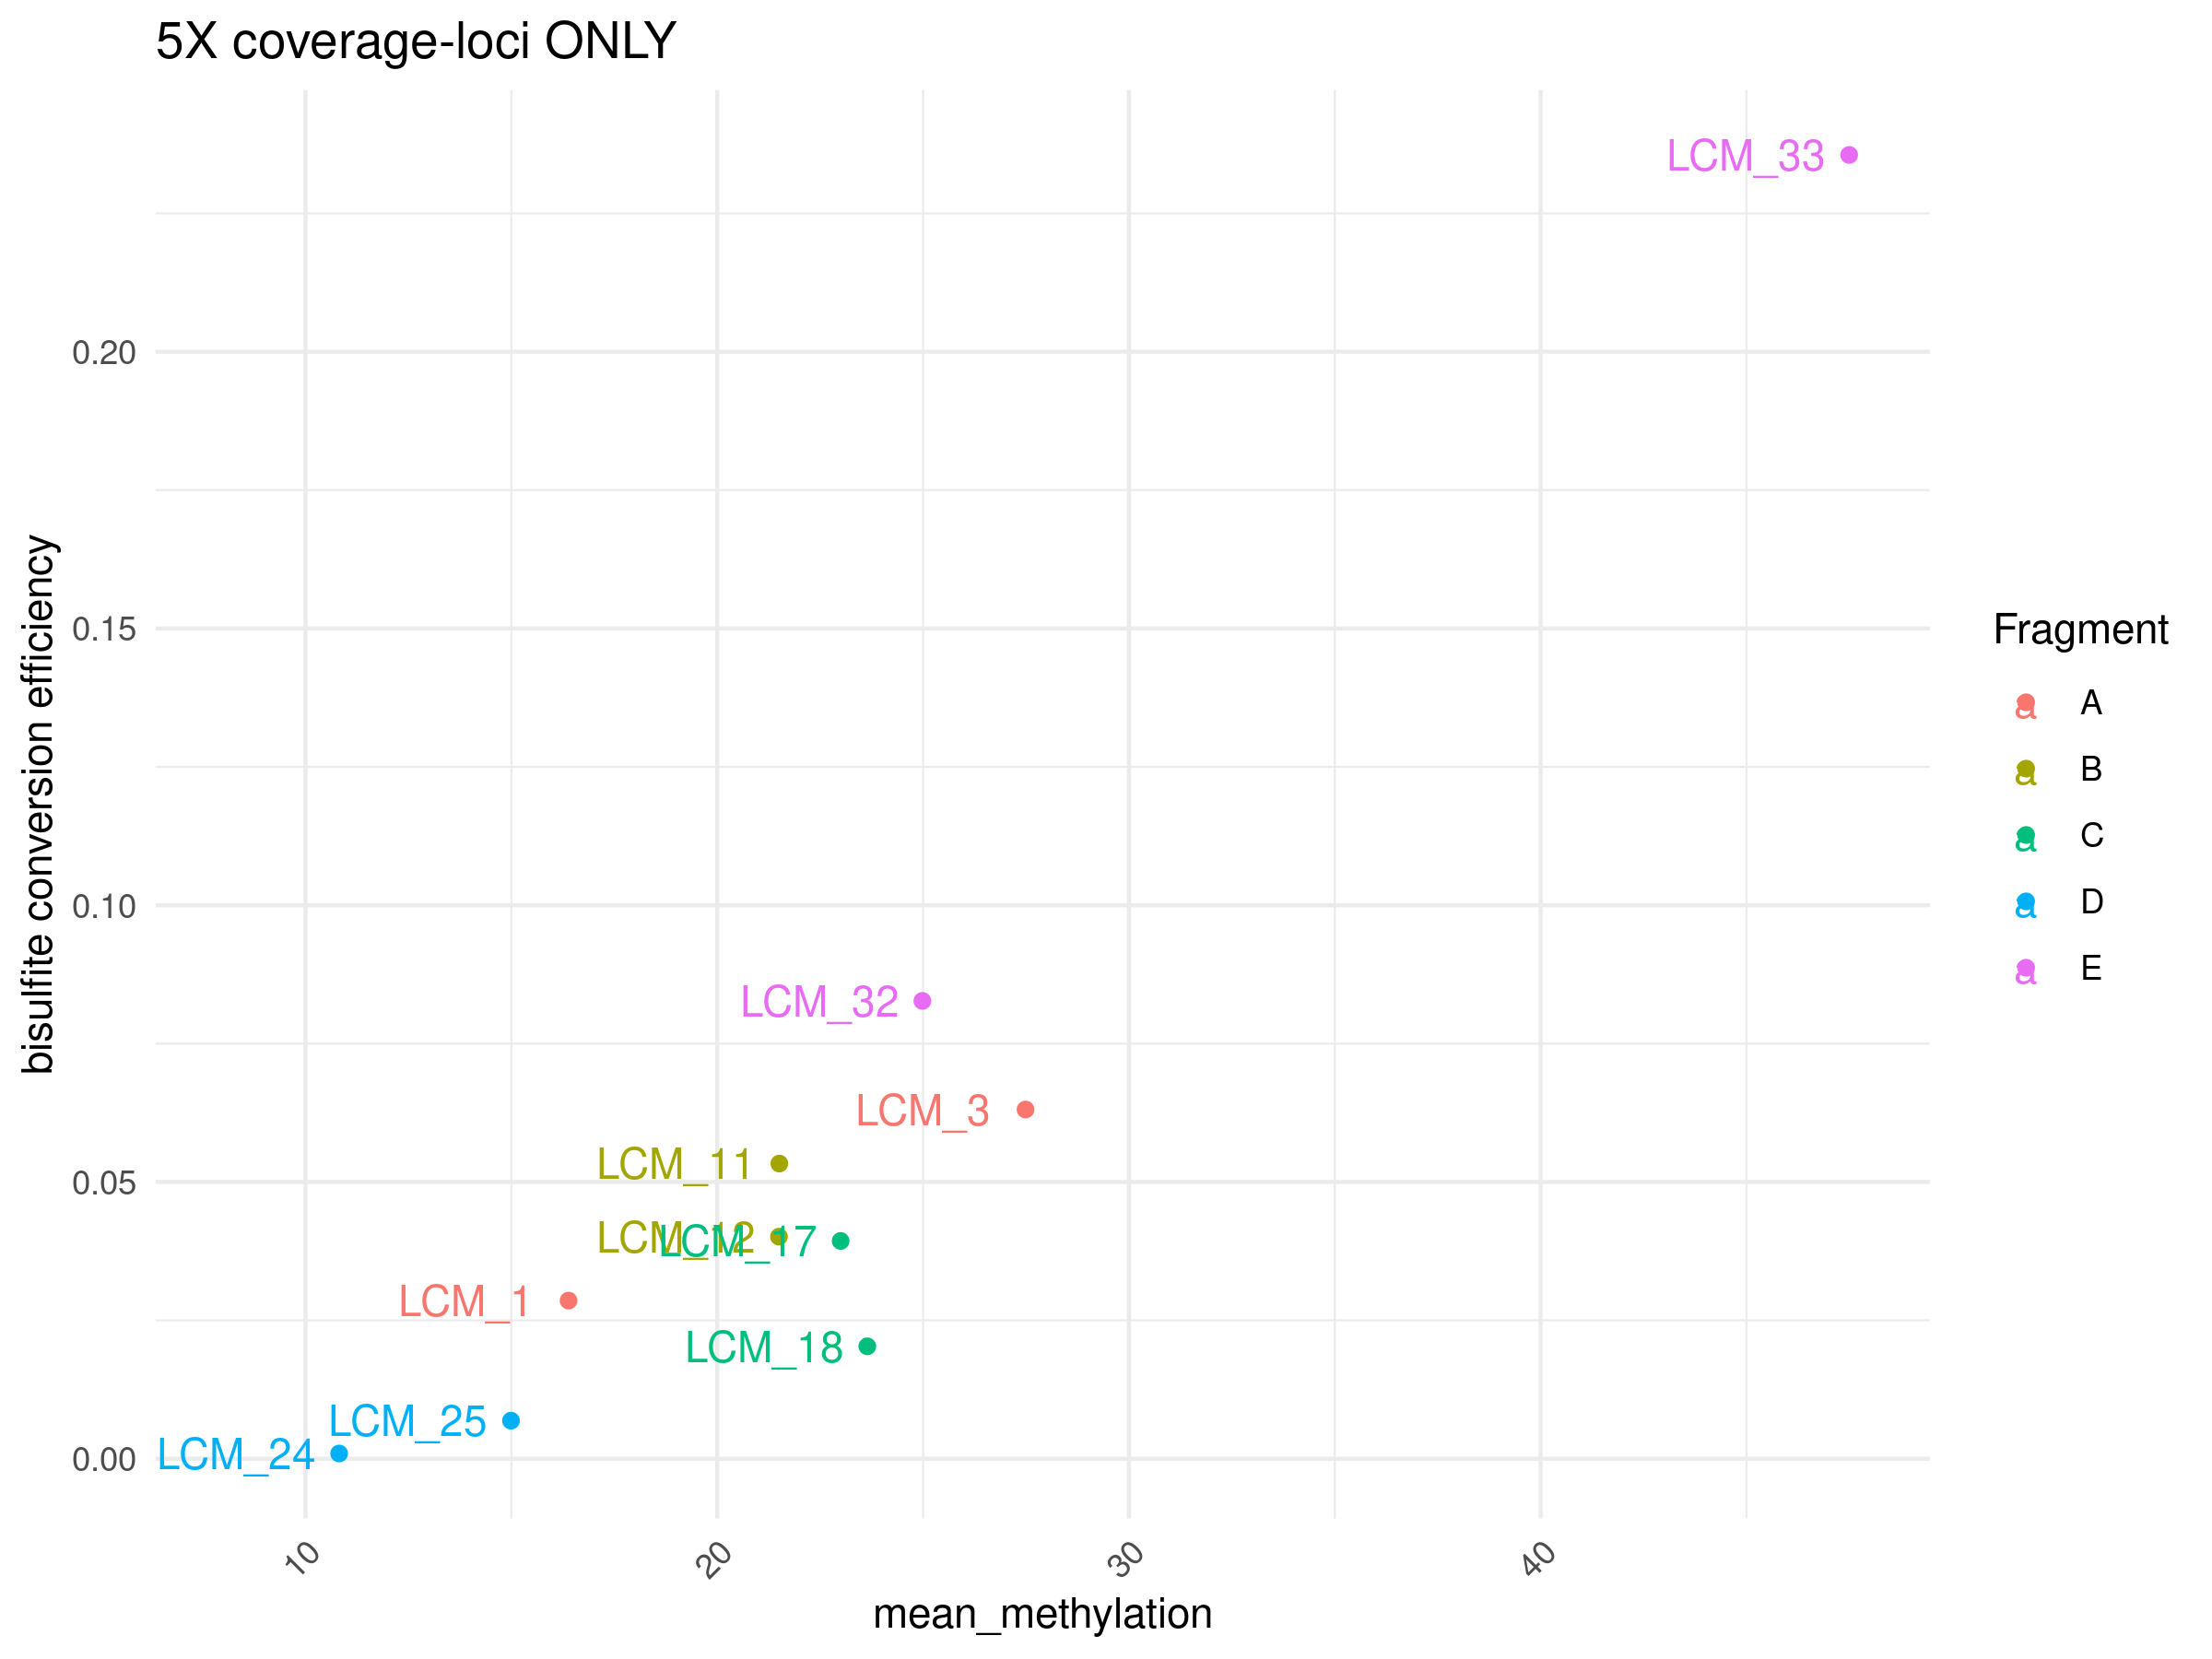 5X coverage-loci ONLY
bisulfite conversion efficiency
0.20
0.15
0.10
0.05
0.00
LCM_33
LCM_32
LCM_3
LCM_11
LCM_12
LCM_17
LCM_1
LCM_18
LCM_25
LCM_24
10
20
30
40
mean_methylation
Fragment
a A
a B
a C
a D
a E